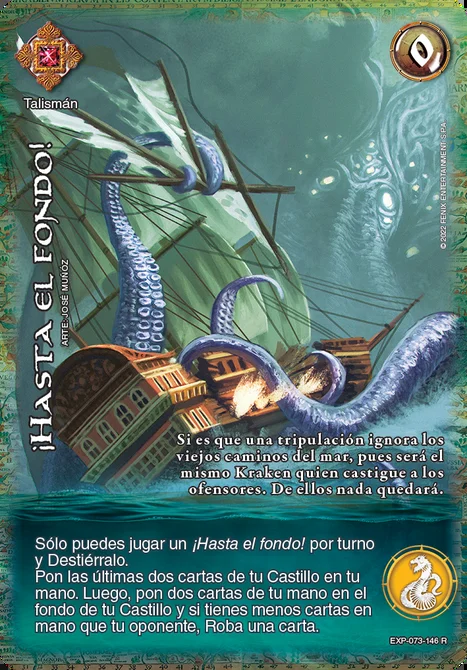 0
Talismán
¡HASTA EL FONDO!
ARTE: JOSÉ MUÑOZ
© 2022 FENIX ENTERTAINMENT S.P.A.
Si es que una tripulación ignora los
viejos caminos del mar, pues será el
mismo Kraken quien castigue a los
ofensores. De ellos nada quedará.
Sólo puedes jugar un ¡Hasta el fondo! por turno
y Destiérralo.
Pon las últimas dos cartas de tu Castillo en tu
mano. Luego, pon dos cartas de tu mano en el
fondo de tu Castillo y si tienes menos cartas en
mano que tu oponente, Roba una carta.
EXP-073-146 R